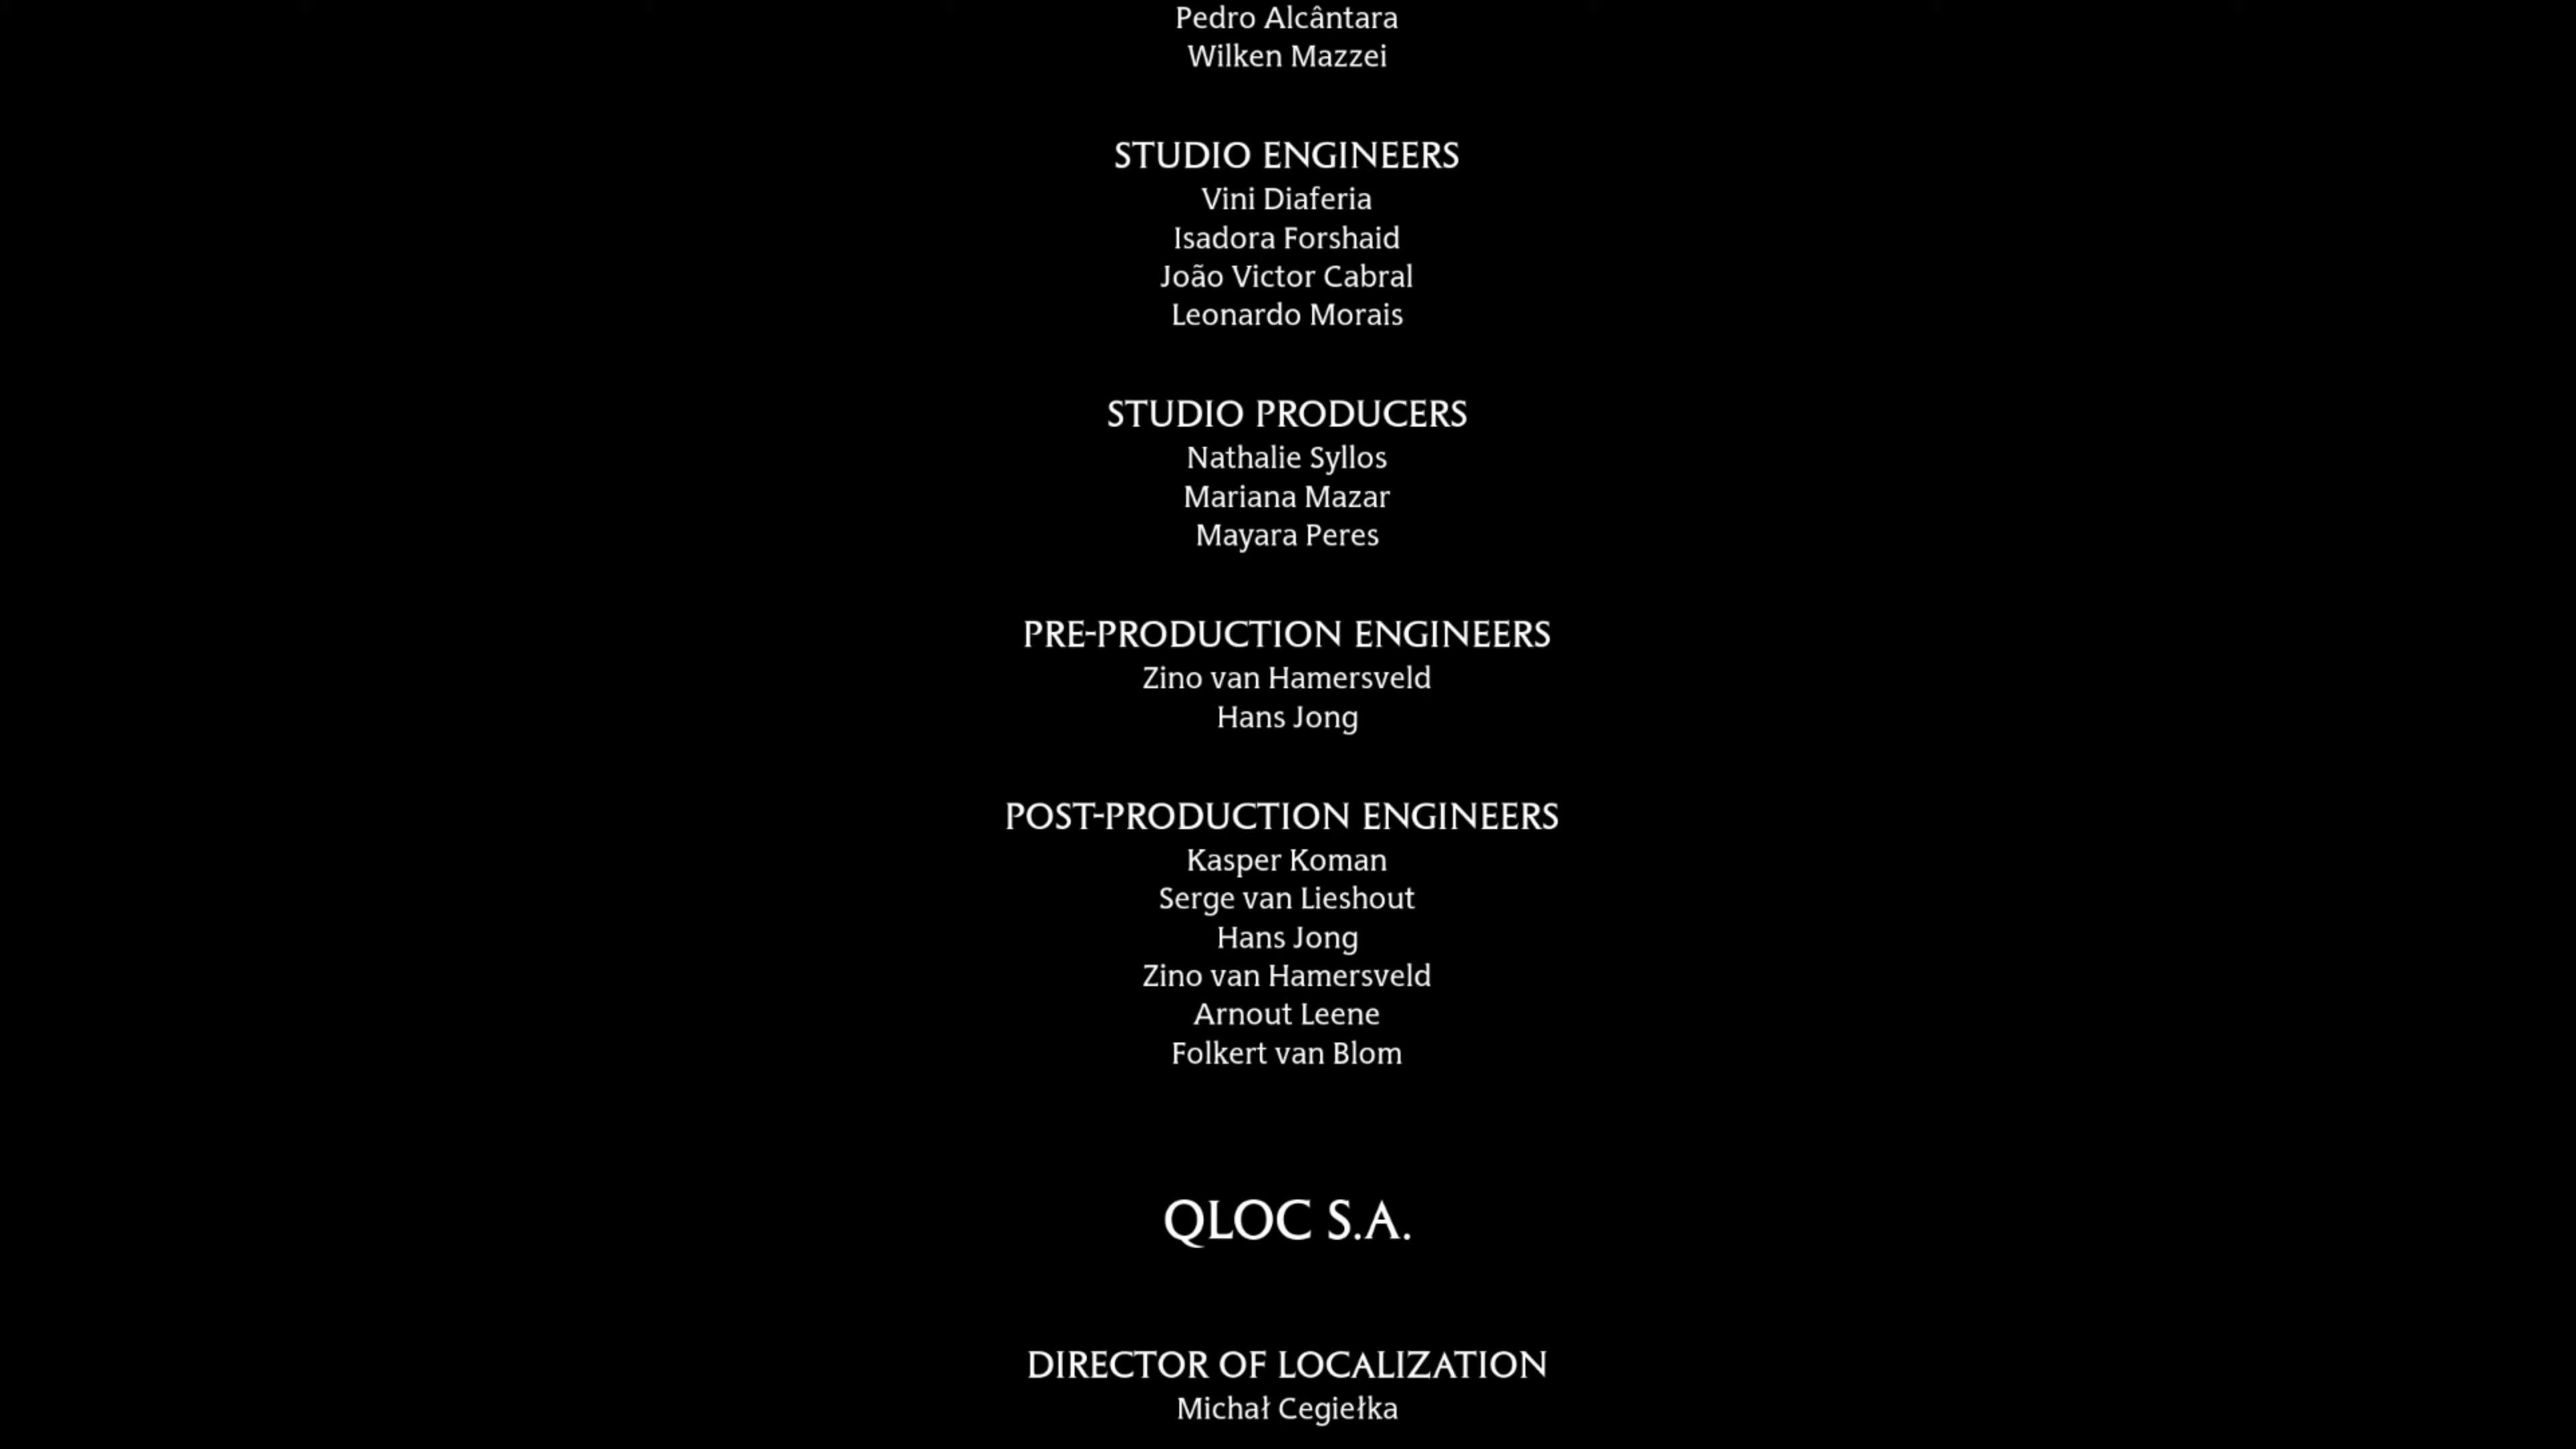 Pedro Alcântara
Wilken Mazzei
STUDIO ENGINEERS
Vini Diaferia
Isadora Forshaid
João Victor Cabral
Leonardo Morais
STUDIO PRODUCERS
Nathalie Syllos
Mariana Mazar
Mayara Peres
PRE-PRODUCTION ENGINEERS
Zino van Hamersveld
Hans Jong
POST-PRODUCTION ENGINEERS
Kasper Koman
Serge van Lieshout
Hans Jong
Zino van Hamersveld
Arnout Leene
Folkert van Blom
QLOC S.A.
DIRECTOR OF LOCALIZATION
Michał Cegiełka